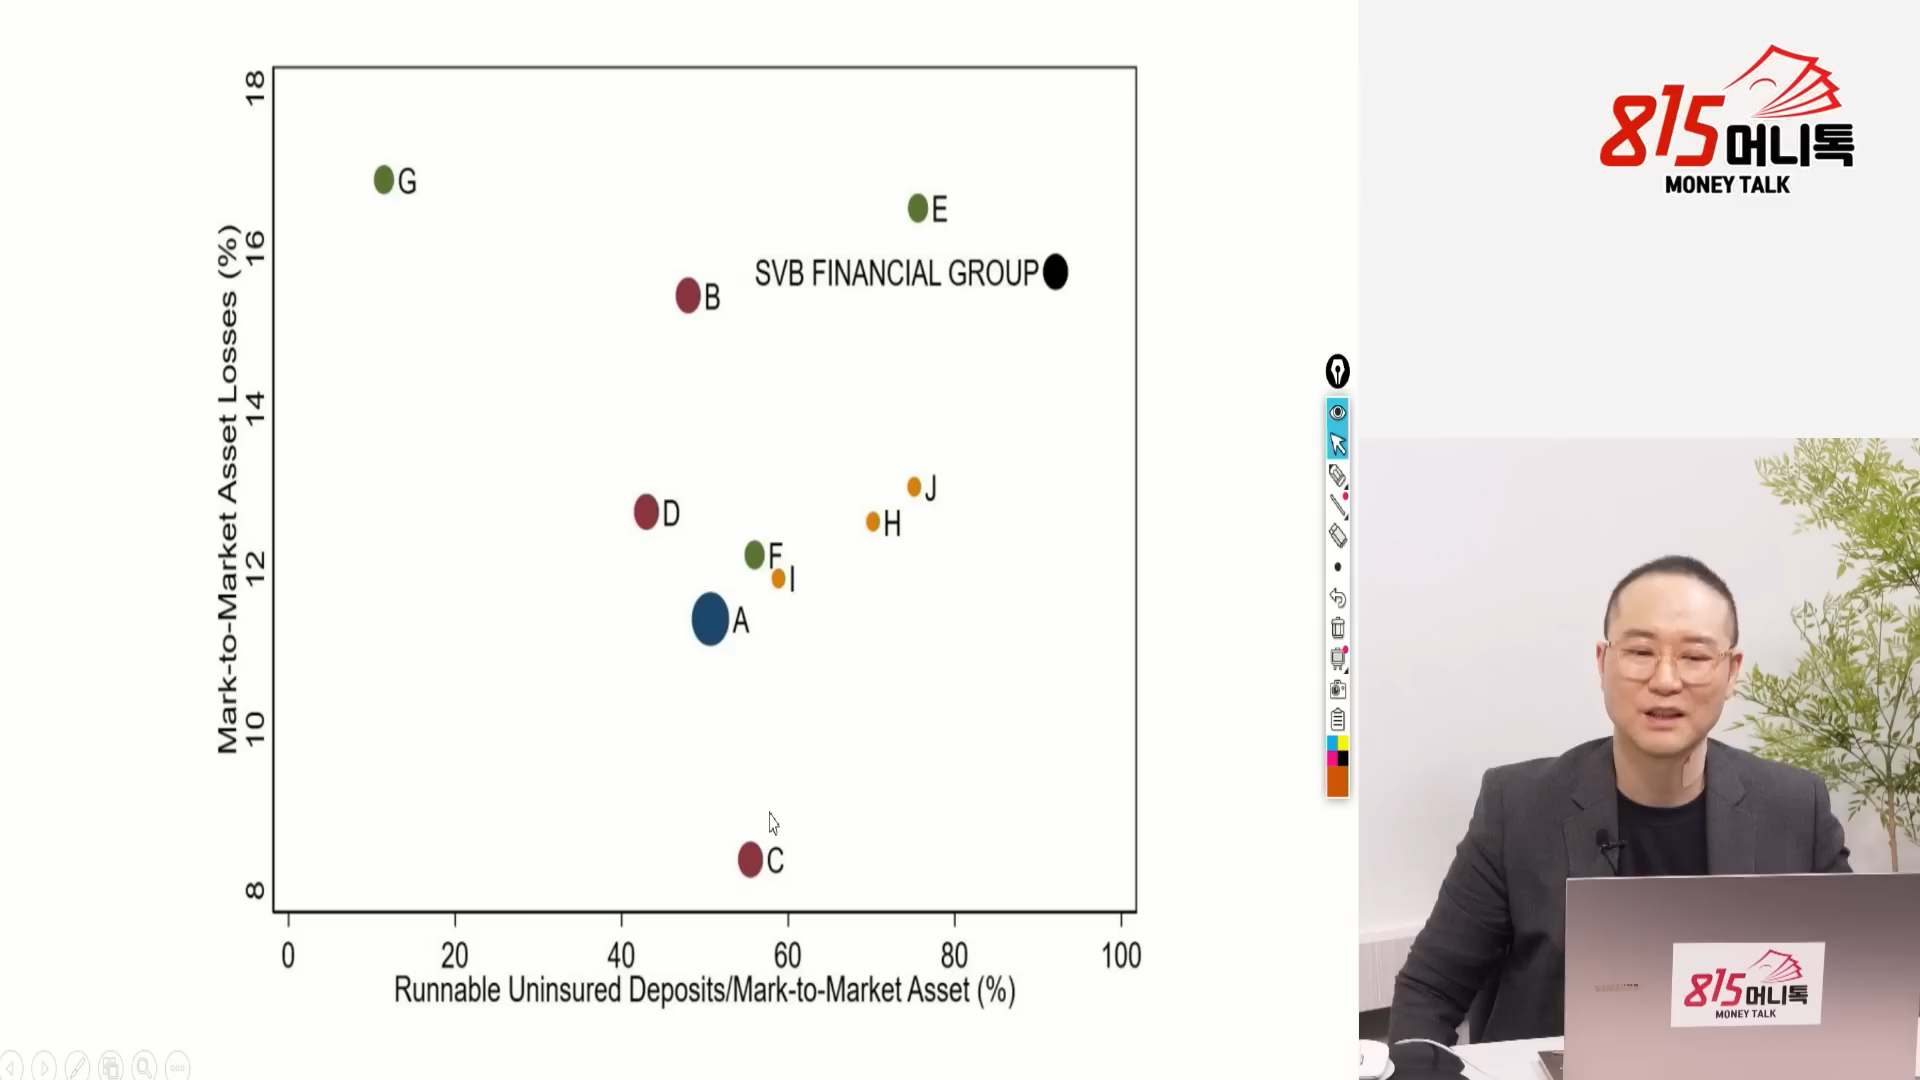 815머니톡
MONEY TALK
Mark-to-Market Asset Losses (%)
18
16
14
12
10
8
G
E
SVB FINANCIAL GROUP
B
J
D
H
F
I
A
C
0 20 40 60 80 100
Runnable Uninsured Deposits/Mark-to-Market Asset (%)
SAMSUNG
815머니톡
MONEY TALK